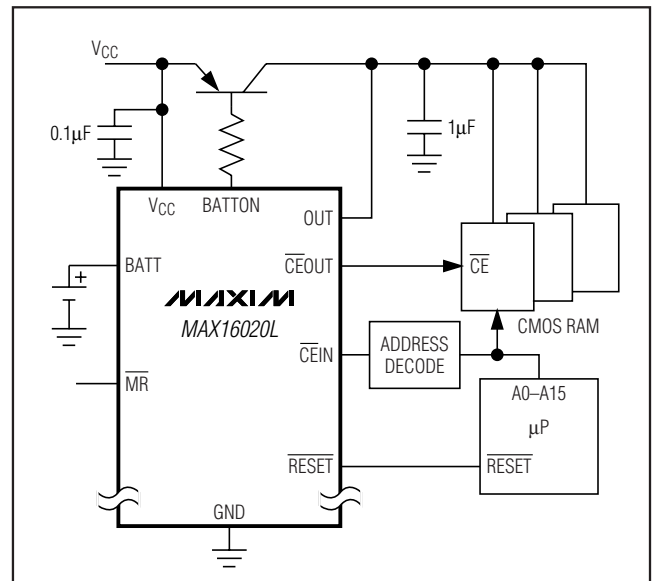 VCC
0.1µF
1µF
VCC
BATTON
OUT
BATT
+
CEOUT
CE
MAXIM
MAX16020L
CMOS RAM
CEIN
ADDRESS
DECODE
MR
A0–A15
µP
RESET
RESET
GND